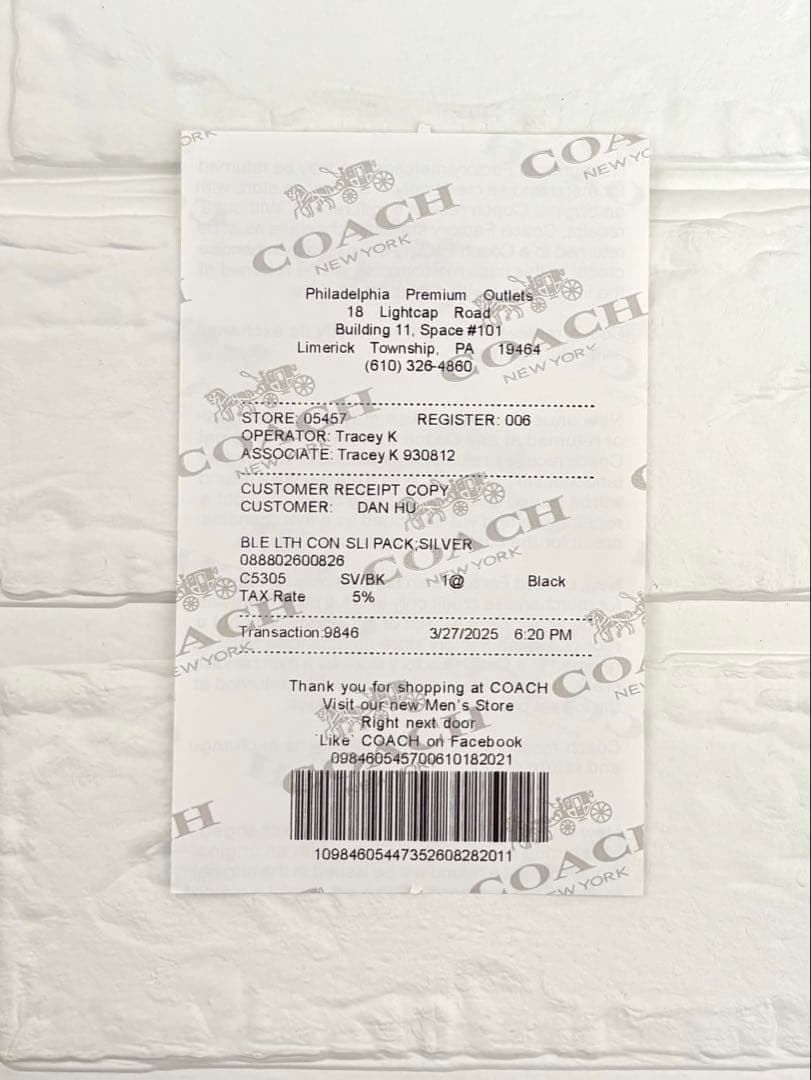 COACH
NEW YORK
Philadelphia Premium Outlets
18 Lightcap Road
Building 11, Space #101
Limerick Township, PA 19464
(610) 326-4860
STORE: 05457 REGISTER: 006
OPERATOR: Tracey K
ASSOCIATE: Tracey K 930812
CUSTOMER RECEIPT COPY
CUSTOMER: DAN HU
BLE LTH CON SLI PACK;SILVER
088802600826
C5305 SV/BK 1@ Black
TAX Rate 5%
Transaction:9846 3/27/2025 6:20 PM
Thank you for shopping at COACH
Visit our new Men's Store
Right next door
`Like` COACH on Facebook
098460545700610182021
10984605447352608282011